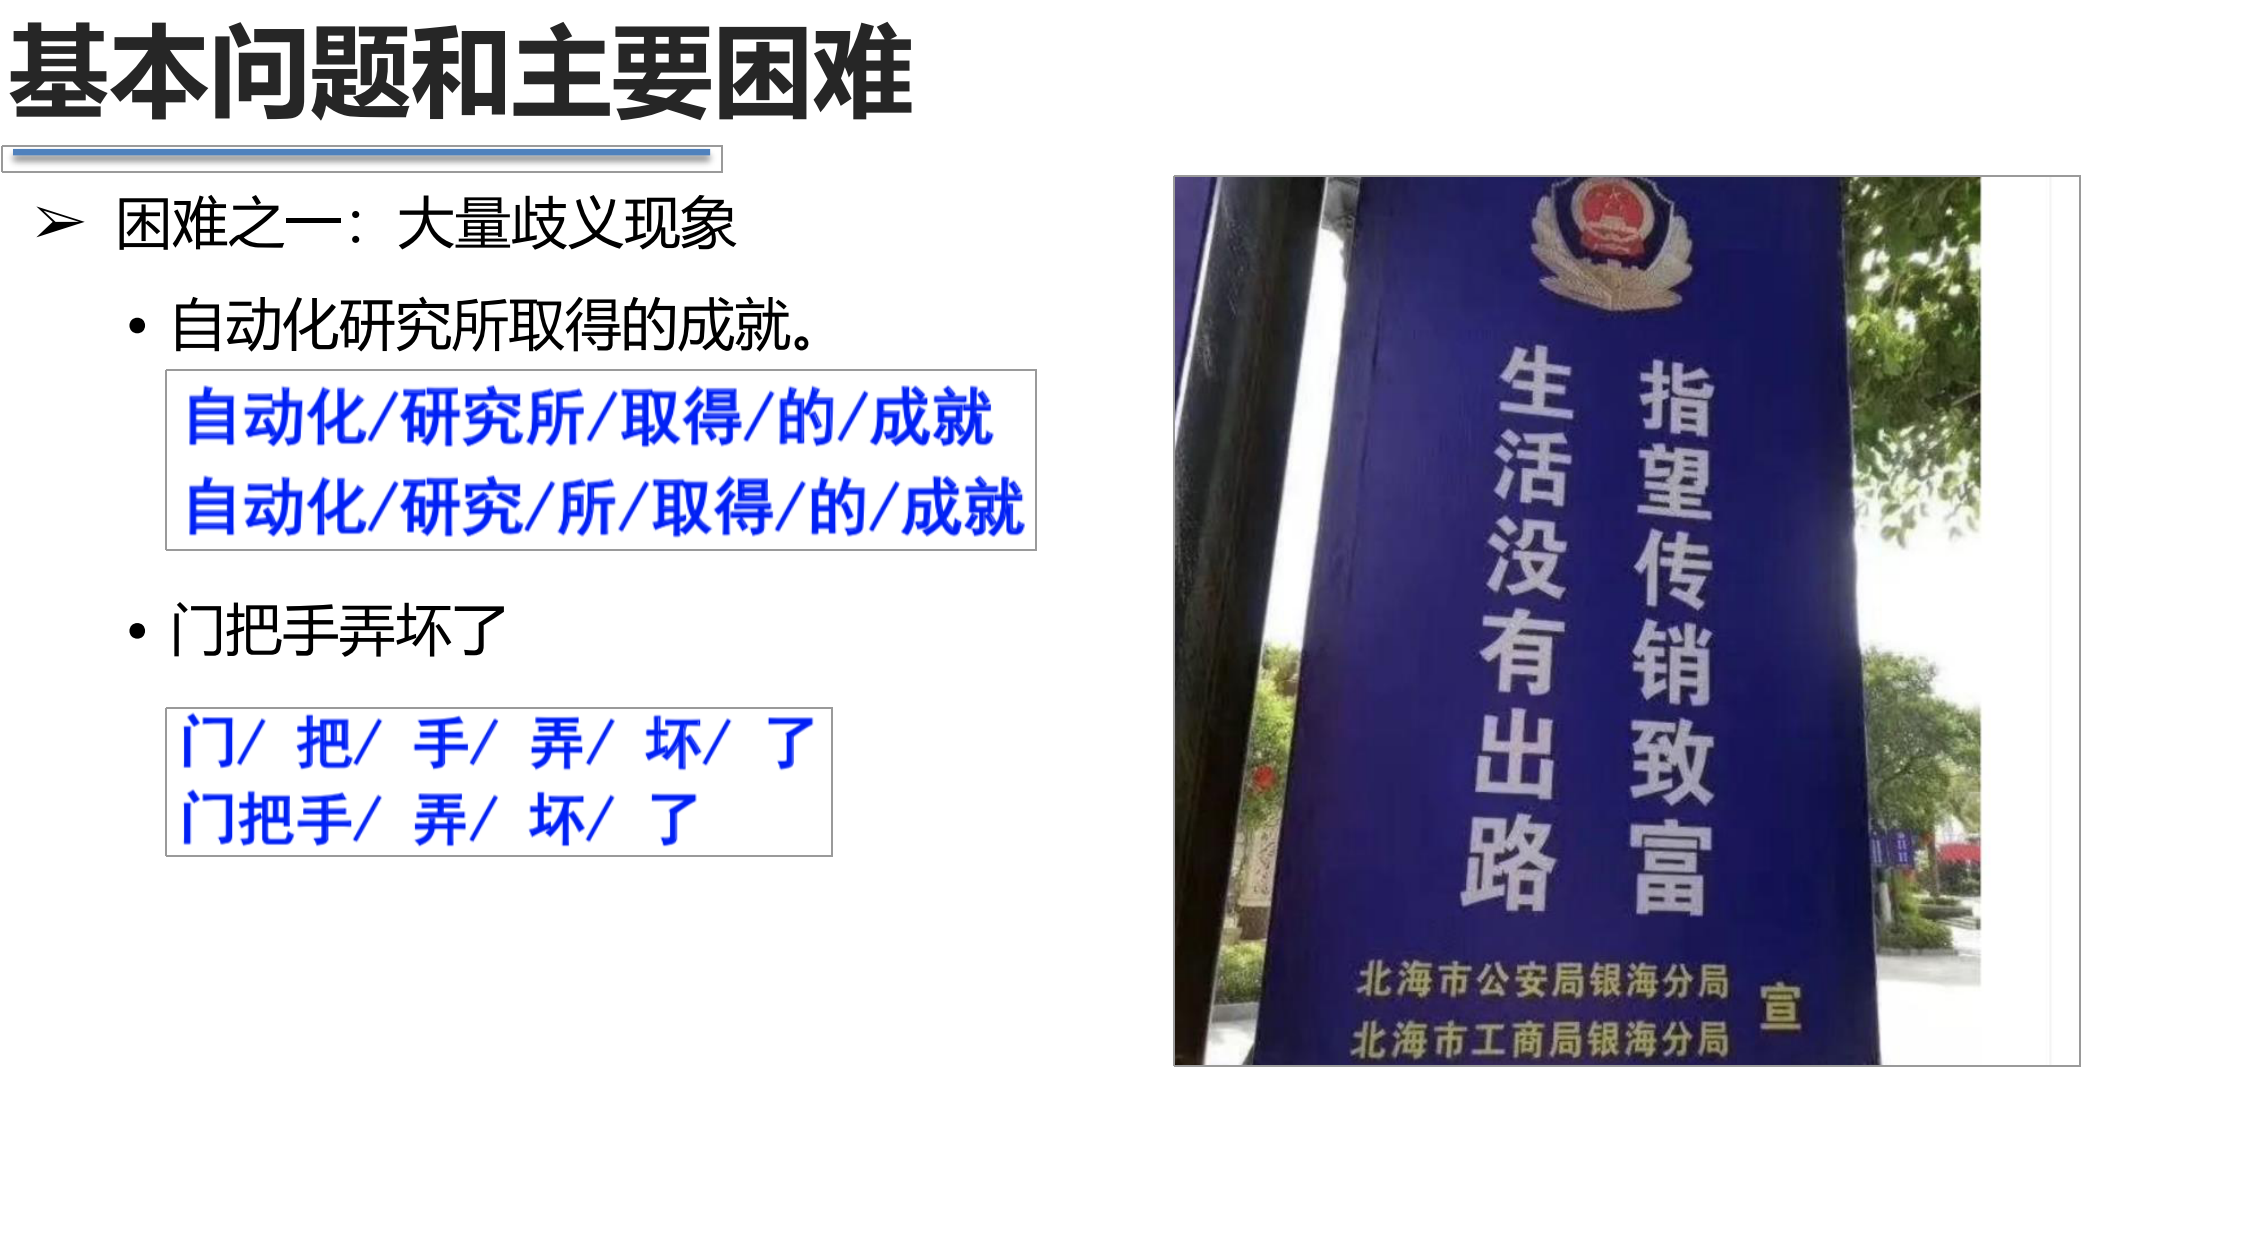 基本问题和主要困难
➢ 困难之一：大量歧义现象
• 自动化研究所取得的成就。
自动化/研究所/取得/的/成就
自动化/研究/所/取得/的/成就
• 门把手弄坏了
门/ 把/ 手/ 弄/ 坏/ 了
门把手/ 弄/ 坏/ 了
指望传销致富
生活没有出路
北海市公安局银海分局
北海市工商局银海分局
宣